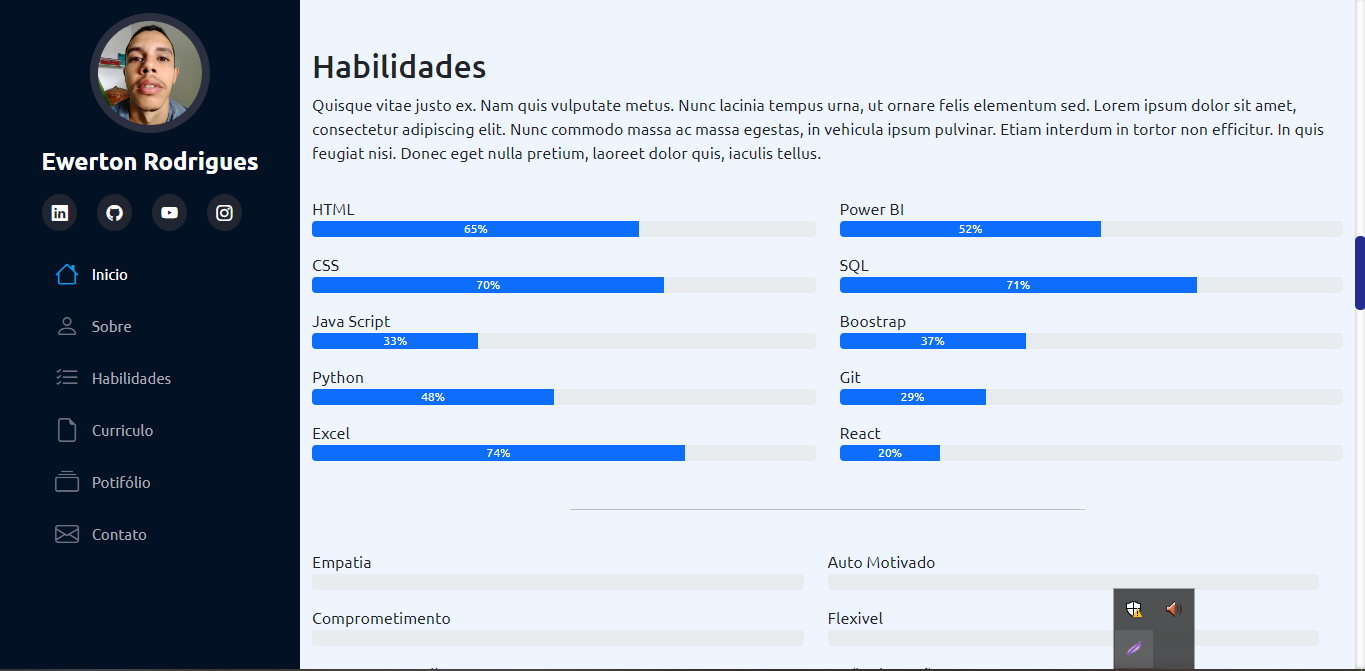 Ewerton Rodrigues
Inicio
Sobre
Habilidades
Curriculo
Potifólio
Contato
Habilidades
Quisque vitae justo ex. Nam quis vulputate metus. Nunc lacinia tempus urna, ut ornare felis elementum sed. Lorem ipsum dolor sit amet,
consectetur adipiscing elit. Nunc commodo massa ac massa egestas, in vehicula ipsum pulvinar. Etiam interdum in tortor non efficitur. In quis
feugiat nisi. Donec eget nulla pretium, laoreet dolor quis, iaculis tellus.
HTML
65%
CSS
70%
Java Script
33%
Python
48%
Excel
74%
Power BI
52%
SQL
71%
Boostrap
37%
Git
29%
React
20%
Empatia
Comprometimento
Auto Motivado
Flexivel